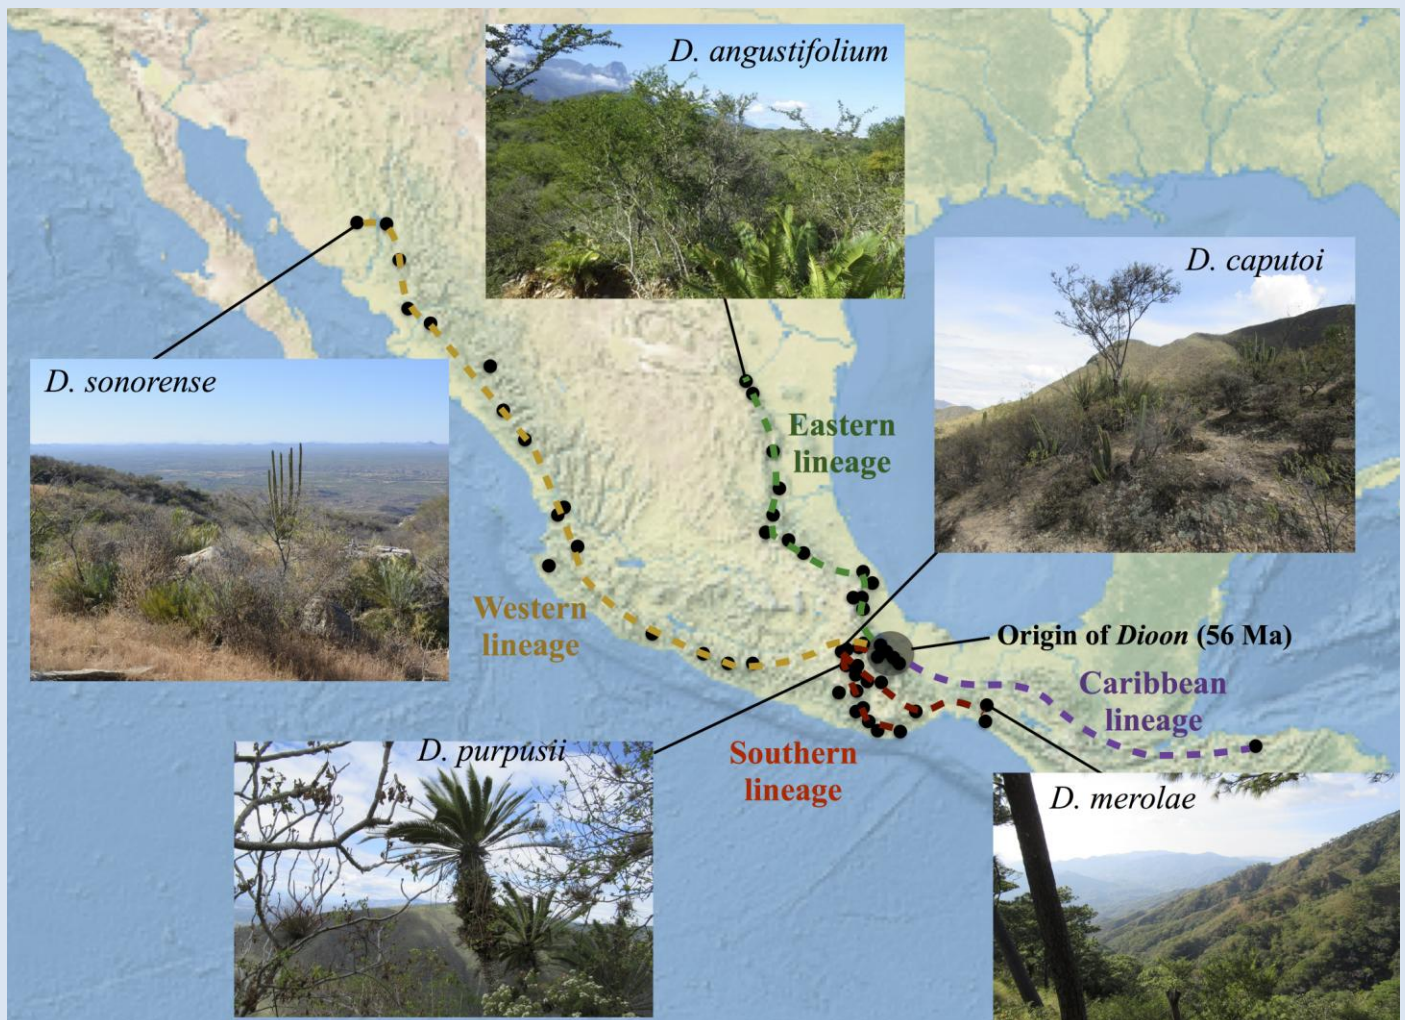 D. angustifolium
D. caputoi
D. sonorense
Eastern
lineage
Western
lineage
Origin of Dioon (56 Ma)
Caribbean
lineage
Southern
lineage
D. purpusii
D. merolae